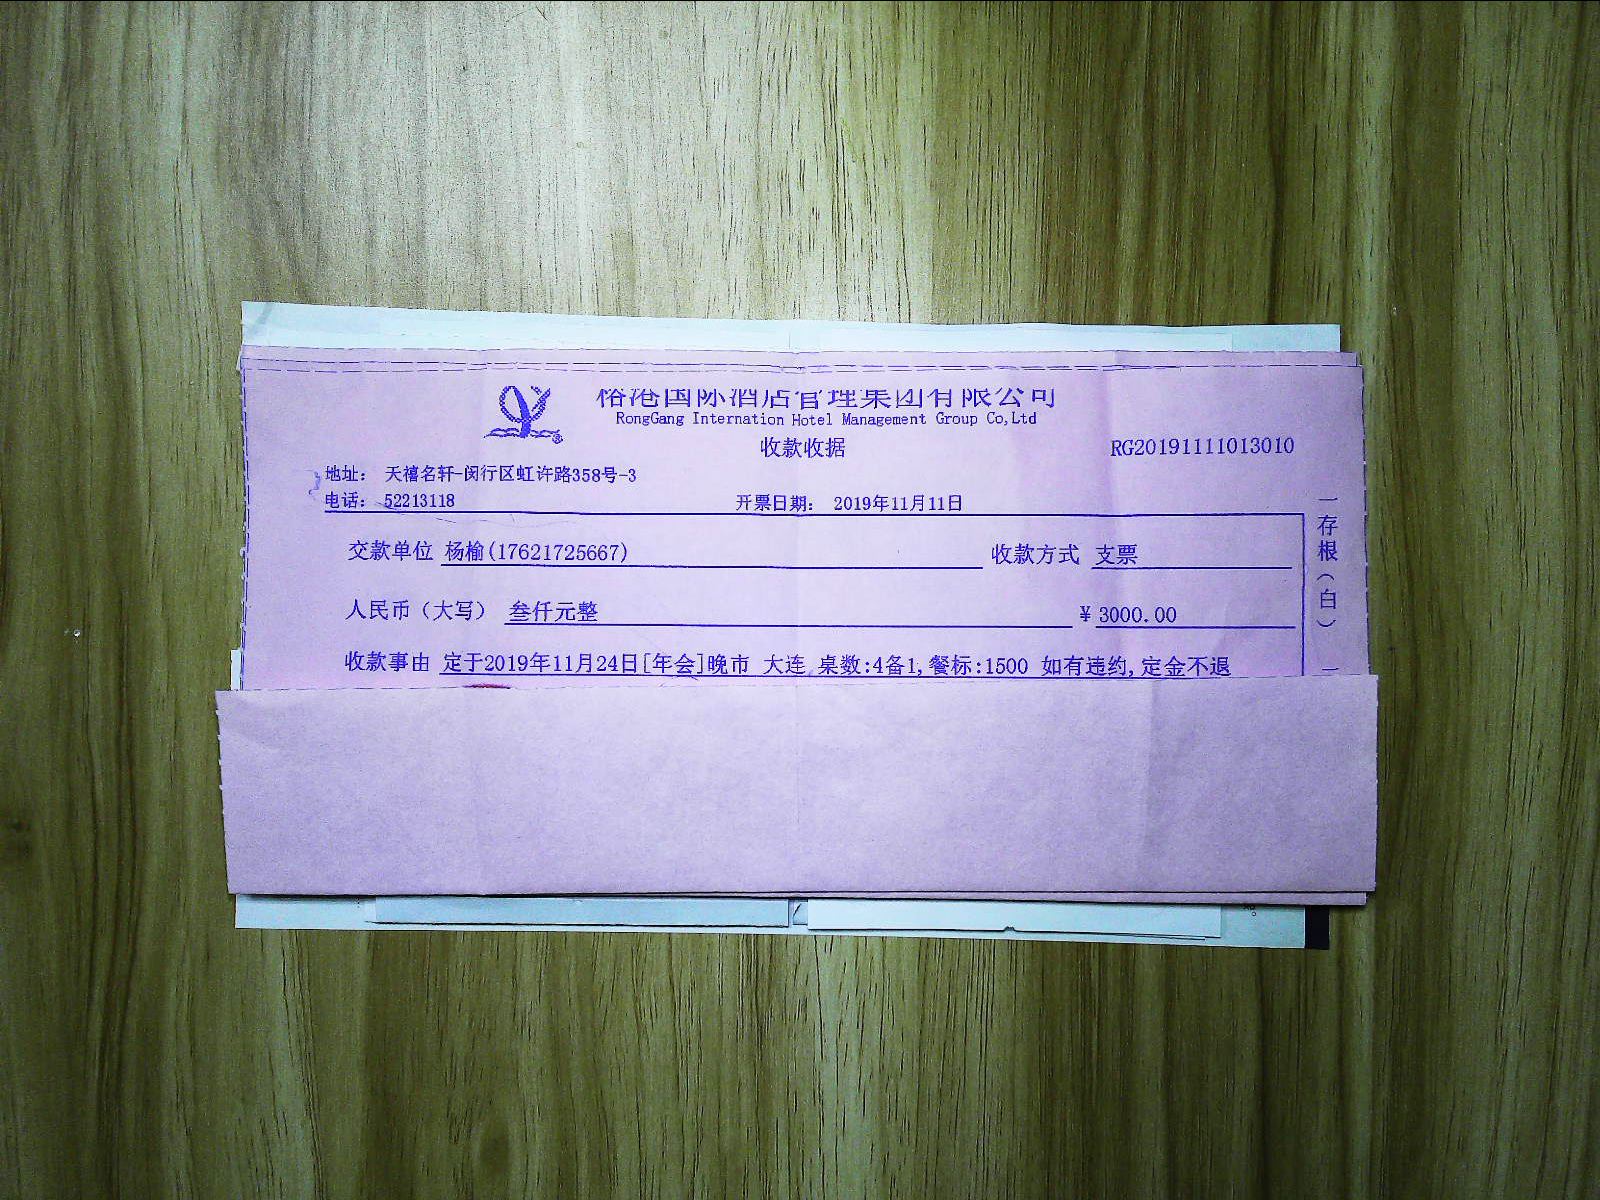 榕港国际酒店管理集团有限公司
RongGang Internation Hotel Management Group Co,Ltd
收款收据
RG20191111013010
地址： 天禧名轩-闵行区虹许路358号-3
电话： 52213118 开票日期： 2019年11月11日
交款单位 杨榆(17621725667) 收款方式 支票
人民币（大写） 叁仟元整 ¥ 3000.00
收款事由 定于2019年11月24日[年会]晚市 大连 桌数:4备1,餐标:1500 如有违约,定金不退
一存根（白）一